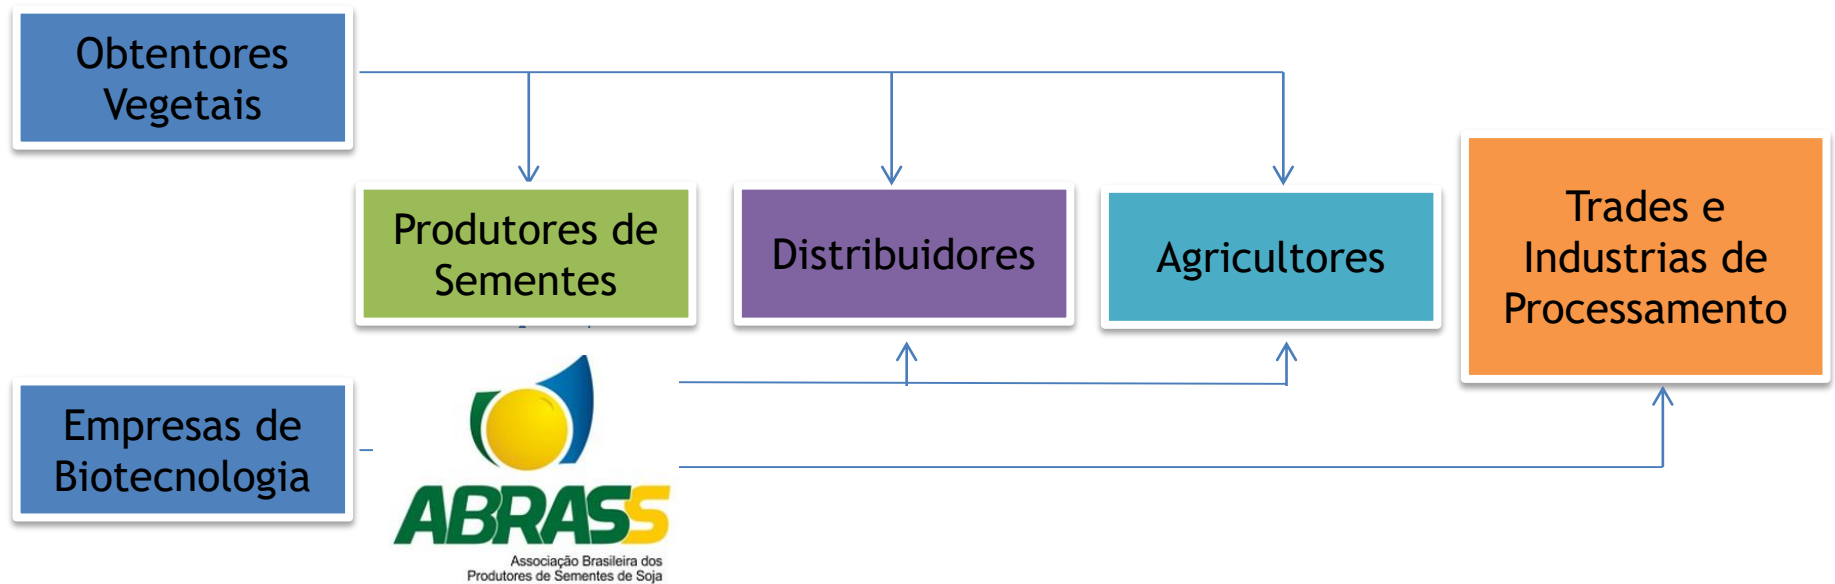 Obtentores
Vegetais
Produtores de
Sementes
Distribuidores
Agricultores
Trades e
Industrias de
Processamento
Empresas de
Biotecnologia
ABRASS
Associação Brasileira dos
Produtores de Sementes de Soja